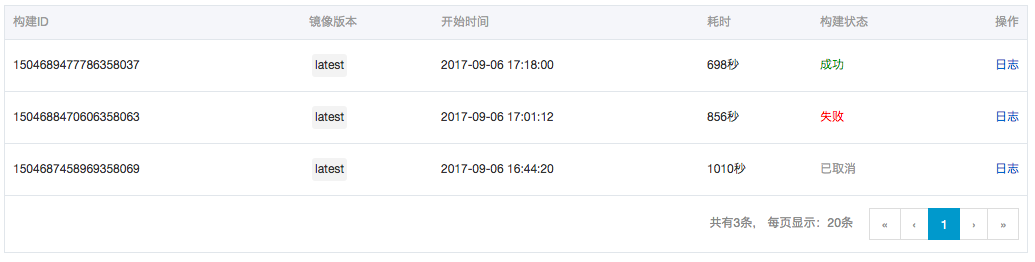 构建ID 镜像版本 开始时间 耗时 构建状态 操作
1504689477786358037 latest 2017-09-06 17:18:00 698秒 成功 日志
1504688470606358063 latest 2017-09-06 17:01:12 856秒 失败 日志
1504687458969358069 latest 2017-09-06 16:44:20 1010秒 已取消 日志
共有3条, 每页显示：20条 « ‹ 1 › »